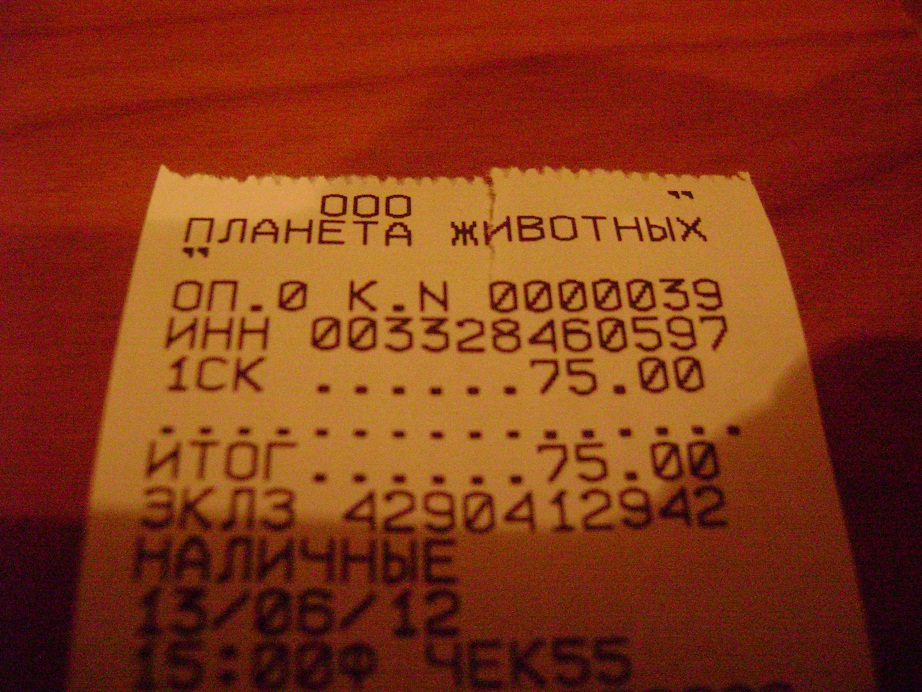 ООО "
ПЛАНЕТА ЖИВОТНЫХ
"
ОП.0 К.N 0000039
ИНН 003328460597
1СК ......75.00
...............
ИТОГ......75.00
ЭКЛЗ 4290412942
НАЛИЧНЫЕ
13/06/12
15:00Ф ЧЕК55